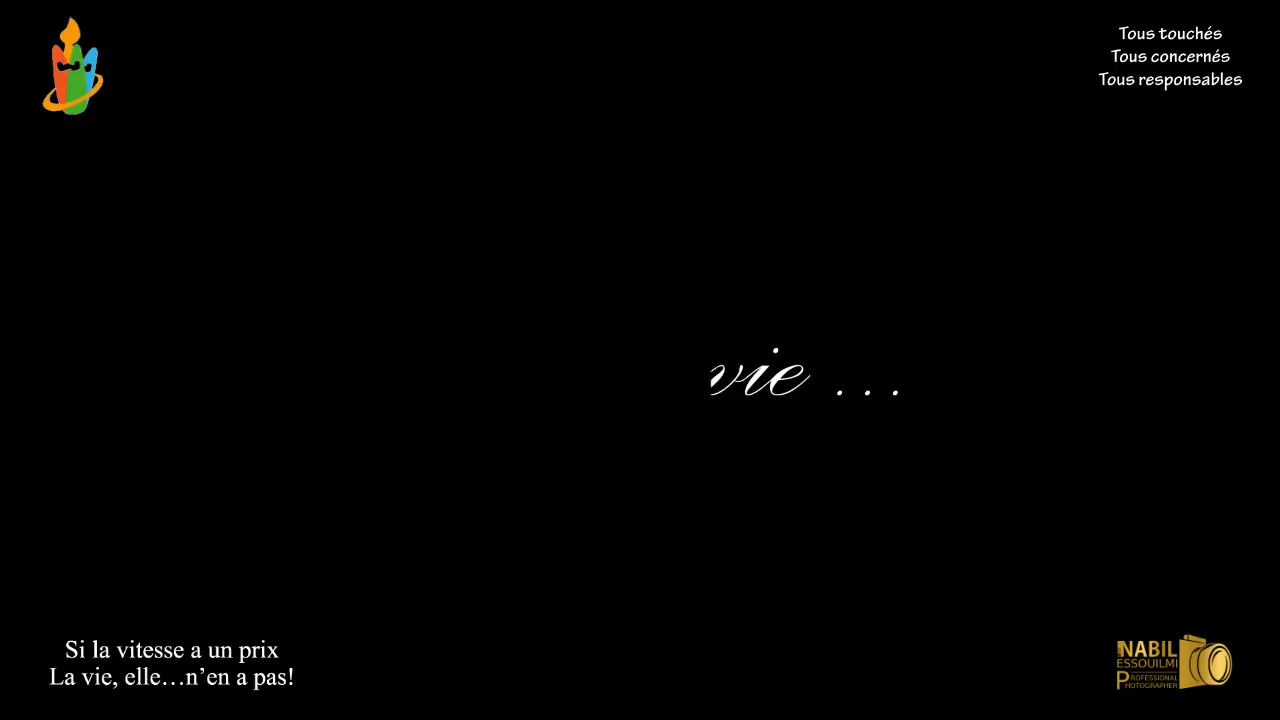 Tous touchés
Tous concernés
Tous responsables
vie ...
Si la vitesse a un prix
La vie, elle...n'en a pas!
NABIL
ESSOUILMI
PROFESSIONAL
PHOTOGRAPHER